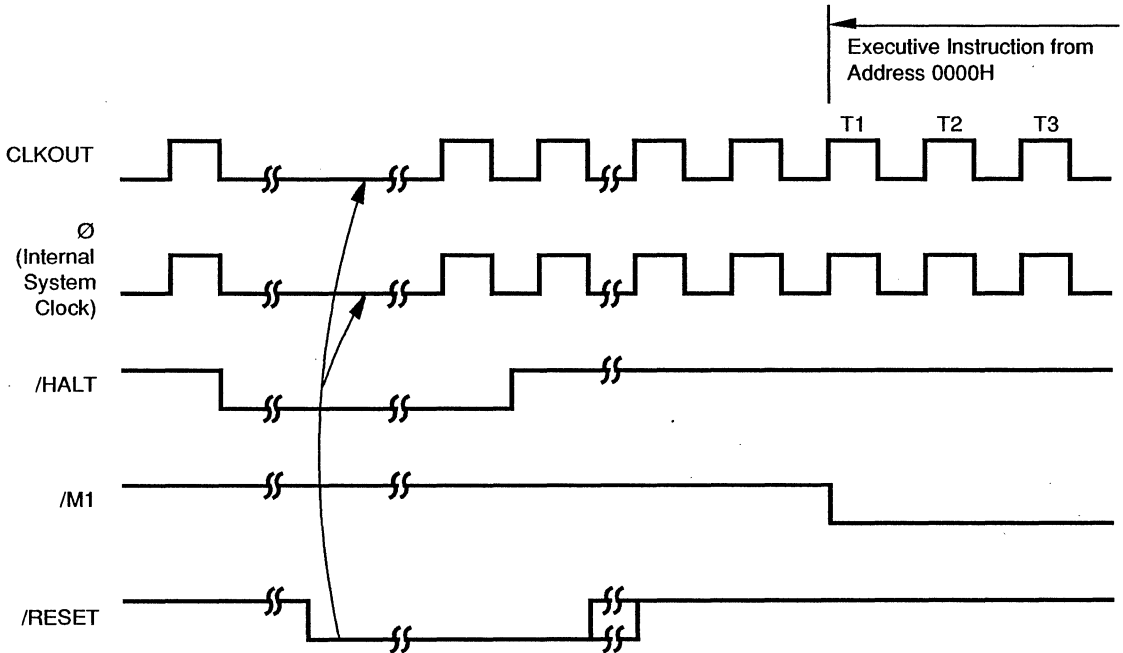 Executive Instruction from
Address 0000H
T1 T2 T3
CLKOUT
Ø
(Internal
System
Clock)
/HALT
/M1
/RESET